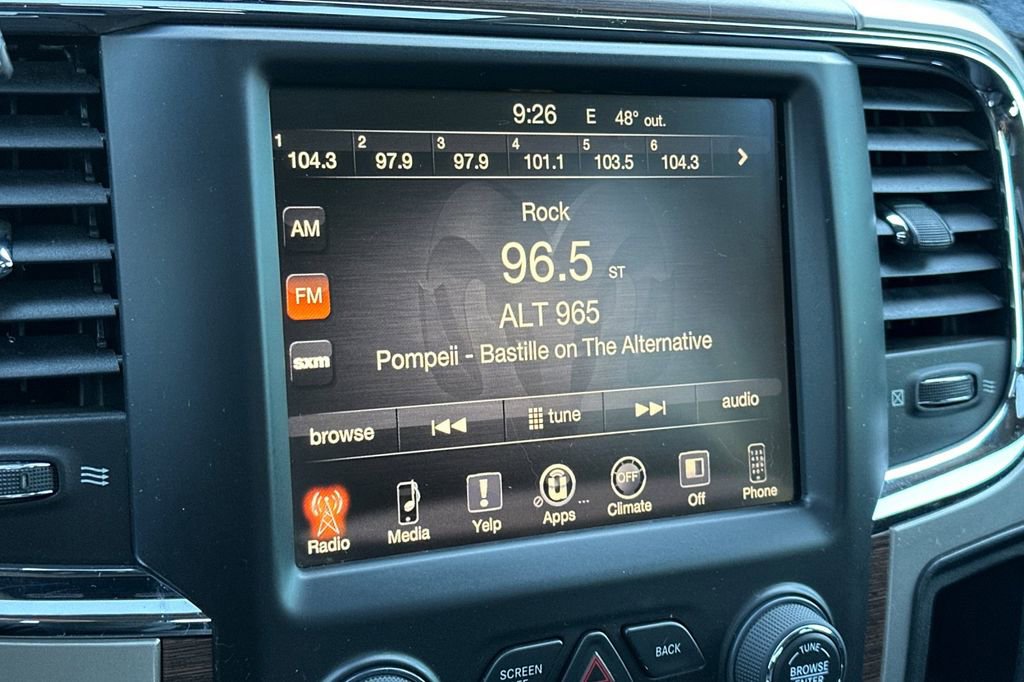 9:26 E 48° out.
1 104.3 2 97.9 3 97.9 4 101.1 5 103.5 6 104.3
Rock
AM
96.5 ST
FM
ALT 965
sxm
Pompeii - Bastille on The Alternative
browse tune audio
OFF
Radio Media Yelp Apps ... Climate Off Phone
SCREEN
BACK
TUNE
BROWSE